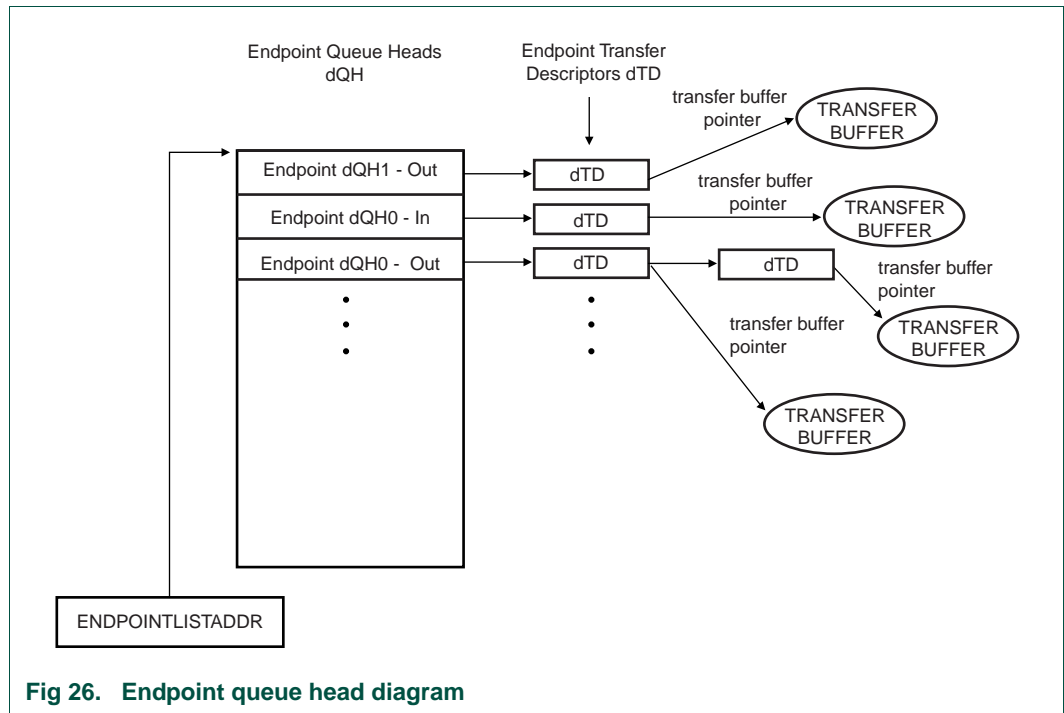 Endpoint Queue Heads
dQH
Endpoint Transfer
Descriptors dTD
transfer buffer
pointer
TRANSFER
BUFFER
Endpoint dQH1 - Out
dTD
transfer buffer
pointer
TRANSFER
BUFFER
Endpoint dQH0 - In
dTD
Endpoint dQH0 - Out
dTD
dTD
transfer buffer
pointer
TRANSFER
BUFFER
transfer buffer
pointer
TRANSFER
BUFFER
ENDPOINTLISTADDR
Fig 26. Endpoint queue head diagram